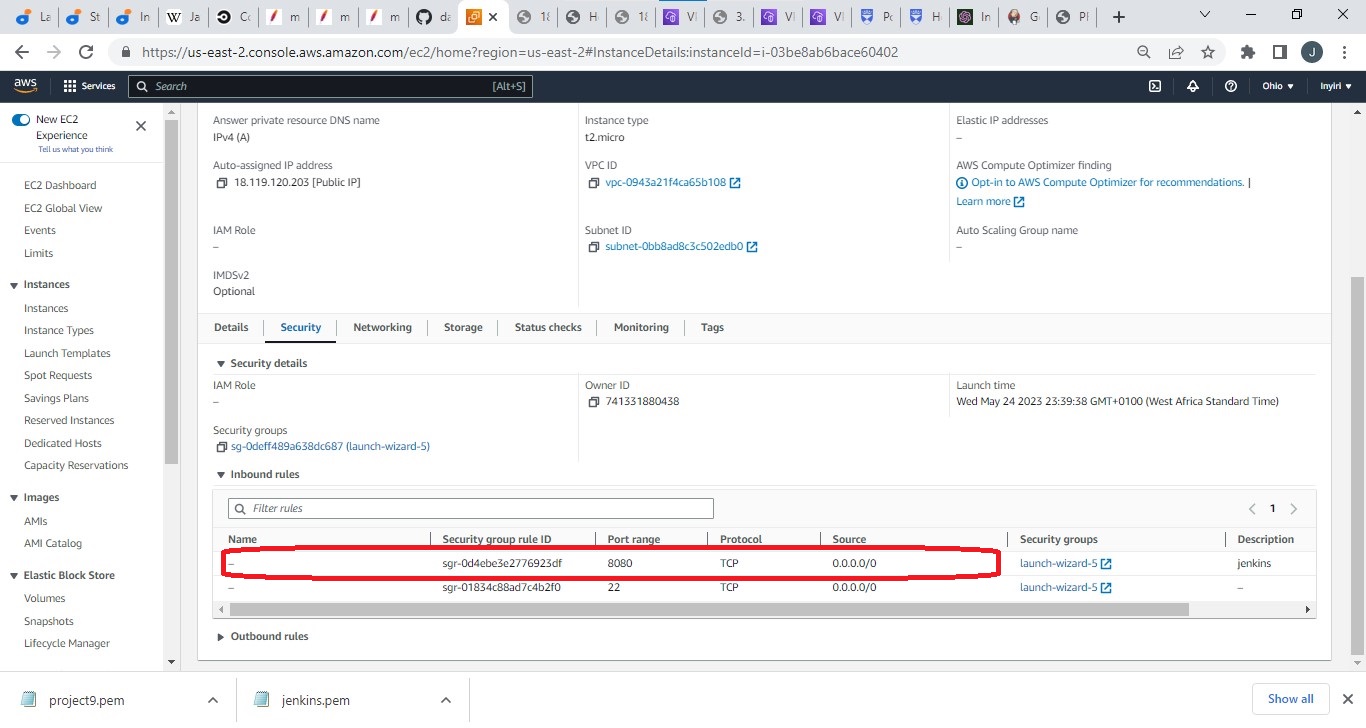 La
St
In
Ja
C
m
m
m
da
18
H
18
VI
3.
VI
VI
Po
H
In
G
Pl
https://us-east-2.console.aws.amazon.com/ec2/home?region=us-east-2#InstanceDetails:instanceId=i-03be8ab6bace60402
J
aws
Services
Search
[Alt+S]
Ohio
Inyiri
New EC2
Experience
Tell us what you think
EC2 Dashboard
EC2 Global View
Events
Limits
Instances
Instances
Instance Types
Launch Templates
Spot Requests
Savings Plans
Reserved Instances
Dedicated Hosts
Capacity Reservations
Images
AMIs
AMI Catalog
Elastic Block Store
Volumes
Snapshots
Lifecycle Manager
Answer private resource DNS name
IPv4 (A)
Instance type
t2.micro
Elastic IP addresses
–
Auto-assigned IP address
18.119.120.203 [Public IP]
VPC ID
vpc-0943a21f4ca65b108
AWS Compute Optimizer finding
Opt-in to AWS Compute Optimizer for recommendations. |
Learn more
IAM Role
–
Subnet ID
subnet-0bb8ad8c3c502edb0
Auto Scaling Group name
–
IMDSv2
Optional
Details Security Networking Storage Status checks Monitoring Tags
Security details
IAM Role
–
Owner ID
741331880438
Launch time
Wed May 24 2023 23:39:38 GMT+0100 (West Africa Standard Time)
Security groups
sg-0deff489a638dc687 (launch-wizard-5)
Inbound rules
Filter rules
1
Name Security group rule ID Port range Protocol Source Security groups Description
– sgr-0d4ebe3e2776923df 8080 TCP 0.0.0.0/0 launch-wizard-5 jenkins
– sgr-01834c88ad7c4b2f0 22 TCP 0.0.0.0/0 launch-wizard-5 –
Outbound rules
project9.pem
jenkins.pem
Show all